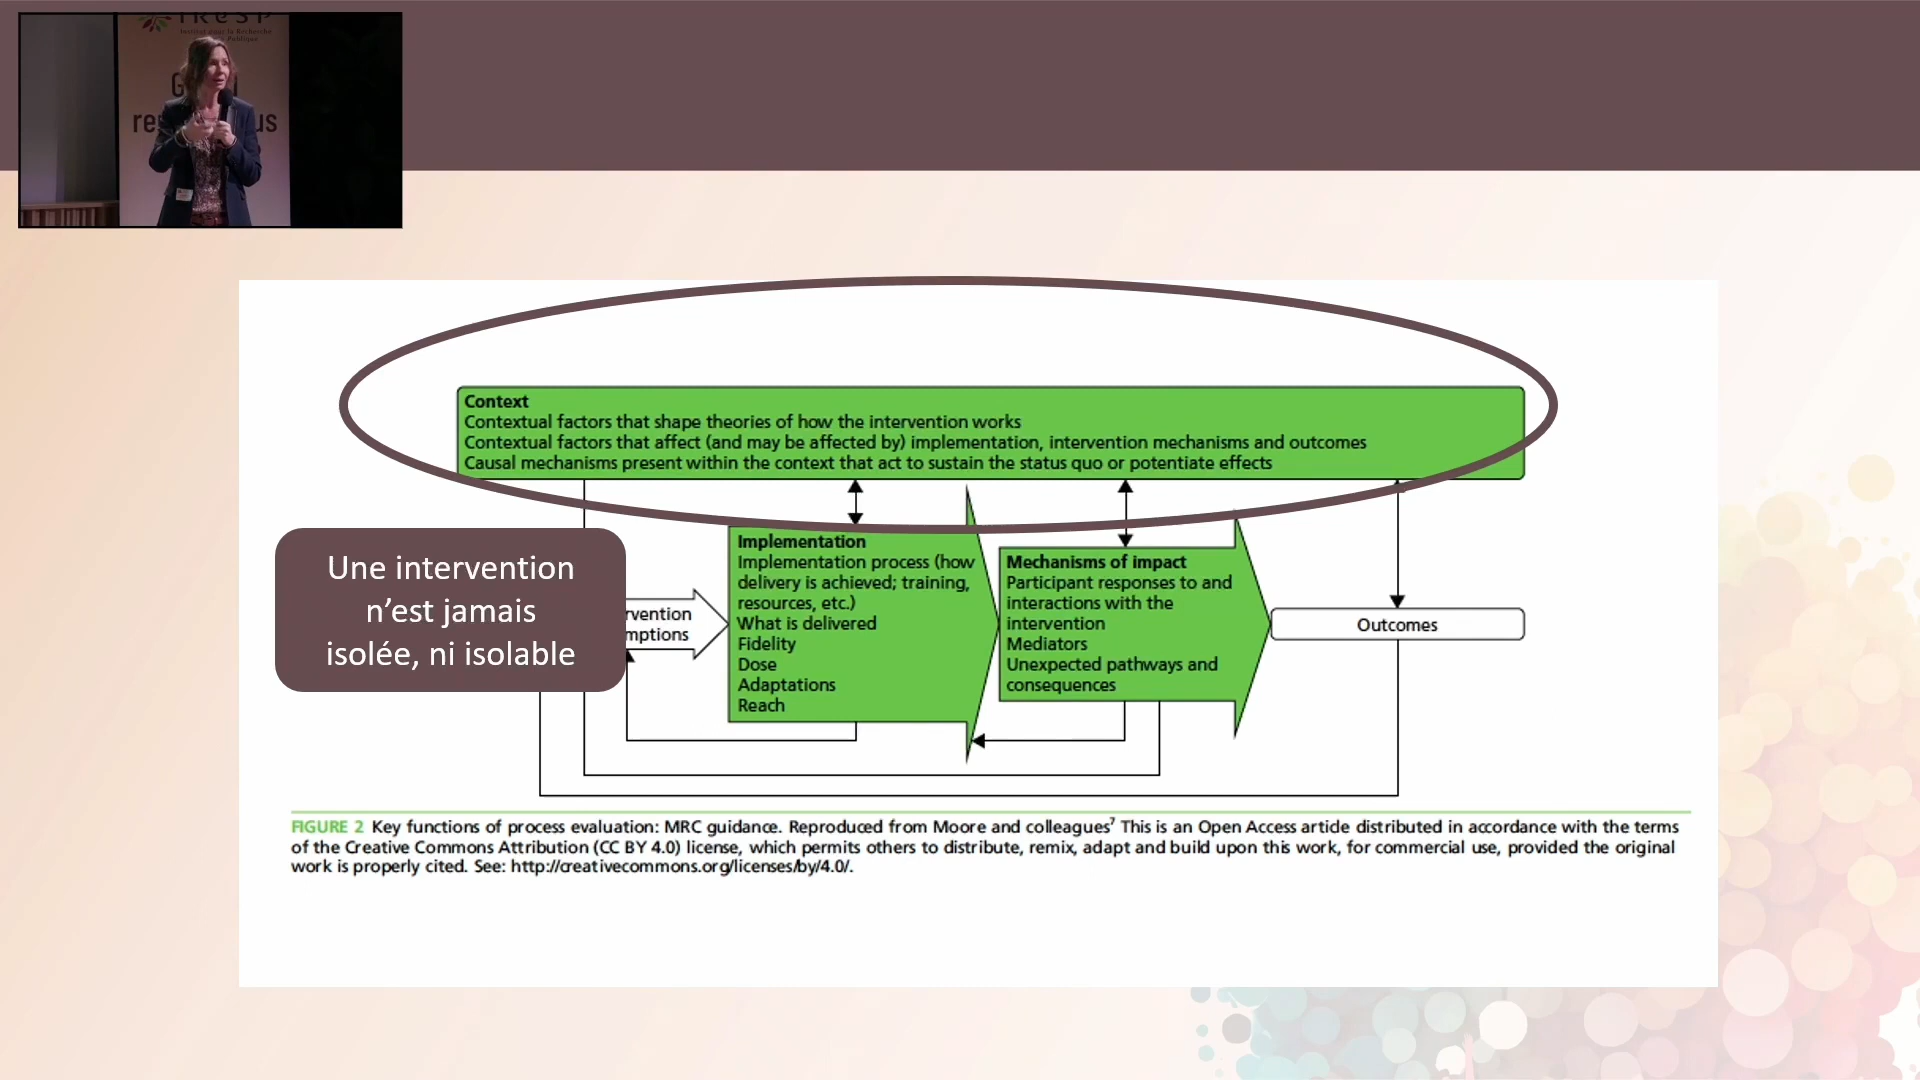 IReSP
Institut pour la Recherche
Publique
Context
Contextual factors that shape theories of how the intervention works
Contextual factors that affect (and may be affected by) implementation, intervention mechanisms and outcomes
Causal mechanisms present within the context that act to sustain the status quo or potentiate effects
Une intervention
n’est jamais
isolée, ni isolable
rvention
mptions
Implementation
Implementation process (how
delivery is achieved; training,
resources, etc.)
What is delivered
Fidelity
Dose
Adaptations
Reach
Mechanisms of impact
Participant responses to and
interactions with the
intervention
Mediators
Unexpected pathways and
consequences
Outcomes
FIGURE 2 Key functions of process evaluation: MRC guidance. Reproduced from Moore and colleagues⁷ This is an Open Access article distributed in accordance with the terms
of the Creative Commons Attribution (CC BY 4.0) license, which permits others to distribute, remix, adapt and build upon this work, for commercial use, provided the original
work is properly cited. See: http://creativecommons.org/licenses/by/4.0/.